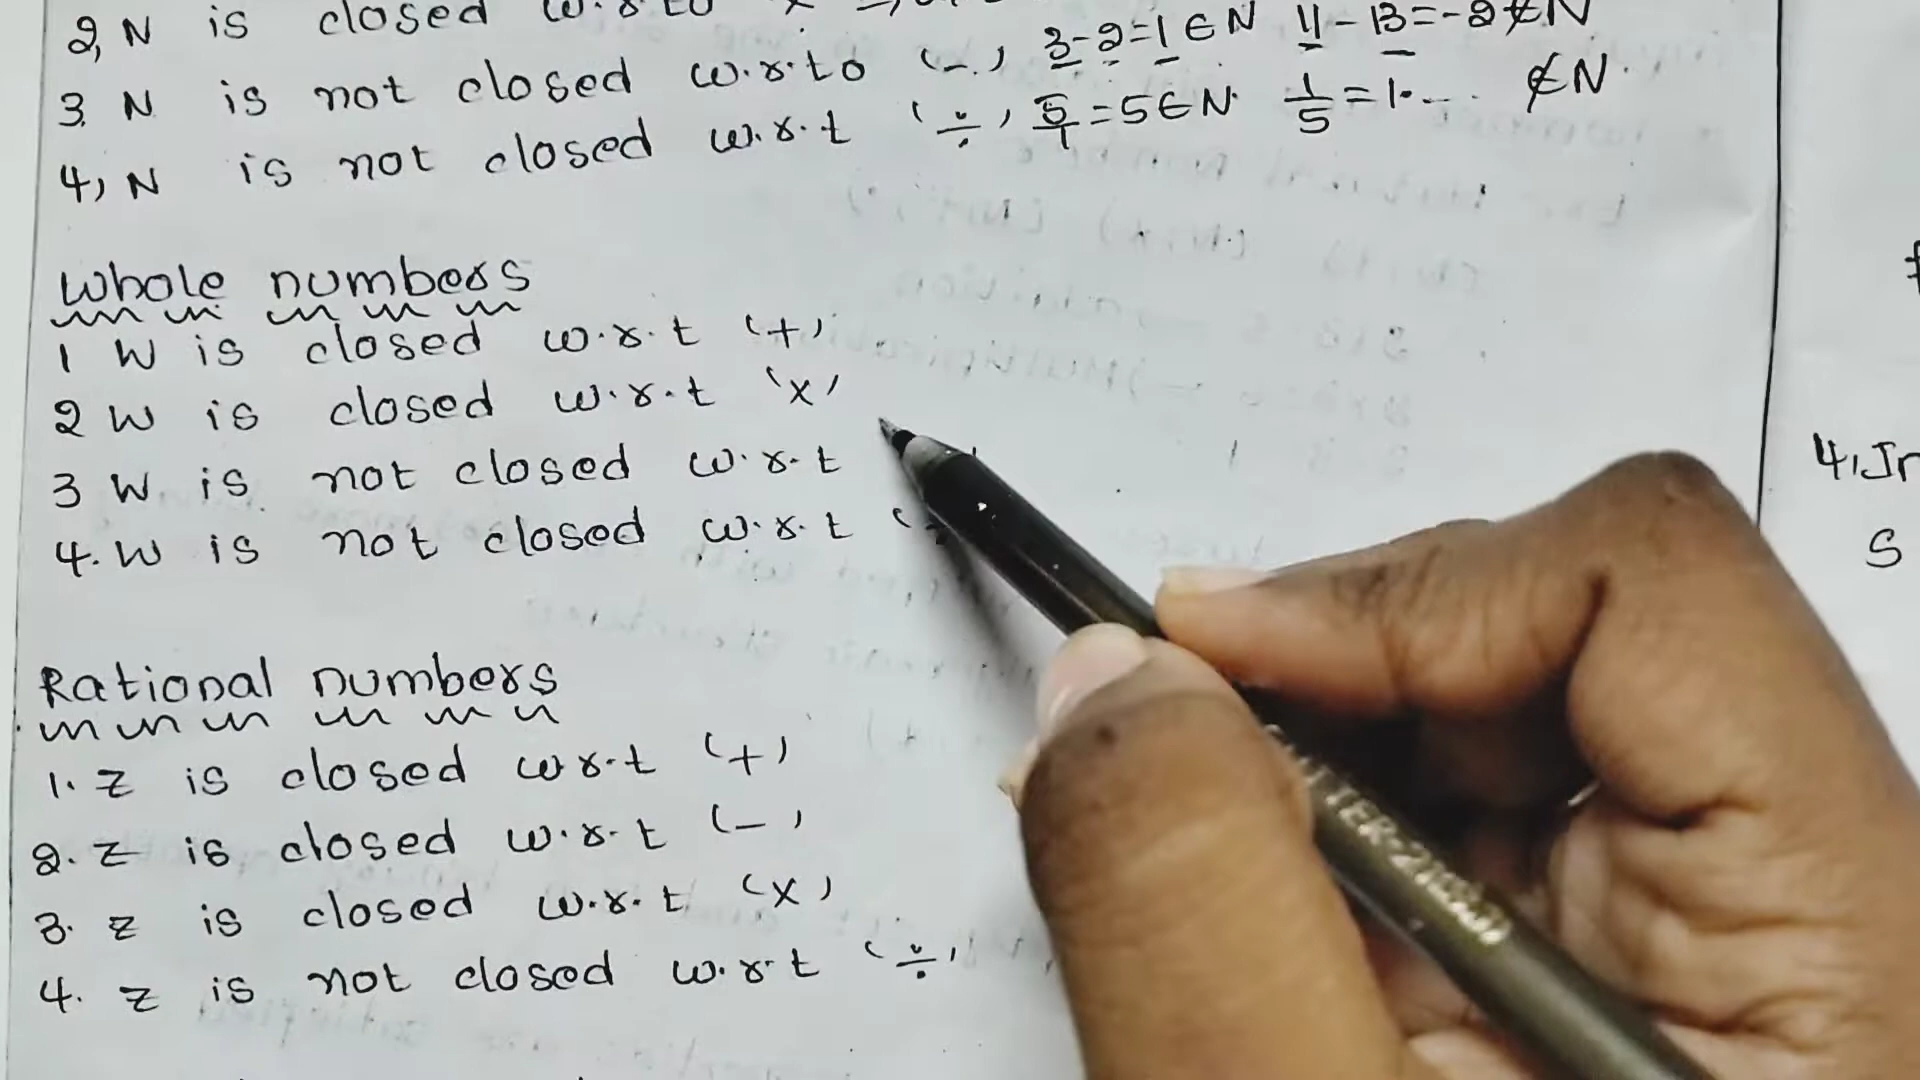 2, N is closed w.r.to x
3-2=1 ∈ N 11-13=-2 ∉ N
3. N is not closed w.r.to (-)
5/1=5 ∈ N 1/5=1... ∉ N.
4, N is not closed w.r.t (÷)
Whole numbers
1 W is closed w.r.t (+)
2 W is closed w.r.t (x)
3 W is not closed w.r.t
4. W is not closed w.r.t (
Rational numbers
1. Z is closed w r.t (+)
2. Z is closed w.r.t (-)
3. Z is closed w.r.t (x)
4. Z is not closed w.r.t (÷)
4,
S